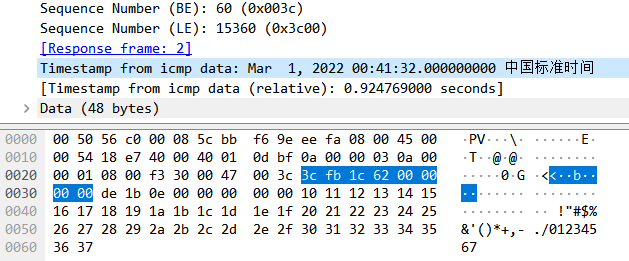 Sequence Number (BE): 60 (0x003c)
Sequence Number (LE): 15360 (0x3c00)
[Response frame: 2]
Timestamp from icmp data: Mar  1, 2022 00:41:32.000000000 中国标准时间
[Timestamp from icmp data (relative): 0.924769000 seconds]
Data (48 bytes)
0000 00 50 56 c0 00 08 5c bb f6 9e ee fa 08 00 45 00 ·PV···\· ······E·
0010 00 54 18 e7 40 00 40 01 0d bf 0a 00 00 03 0a 00 ·T··@·@· ········
0020 00 01 08 00 f3 30 00 47 00 3c 3c fb 1c 62 00 00 ·····0·G ·<<··b··
0030 00 00 de 1b 0e 00 00 00 00 00 10 11 12 13 14 15 ········ ········
0040 16 17 18 19 1a 1b 1c 1d 1e 1f 20 21 22 23 24 25 ········ ·· !"#$%
0050 26 27 28 29 2a 2b 2c 2d 2e 2f 30 31 32 33 34 35 &'()*+,- ./012345
0060 36 37 67